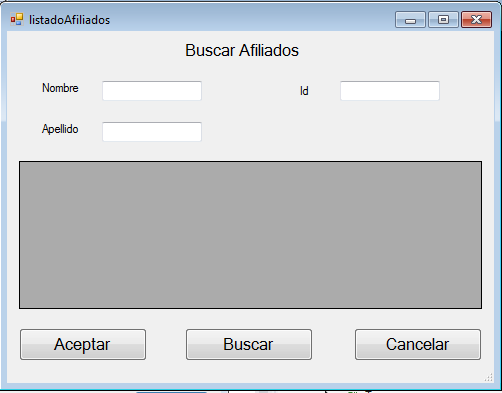 listadoAfiliados
Buscar Afiliados
Nombre
Id
Apellido
Aceptar
Buscar
Cancelar